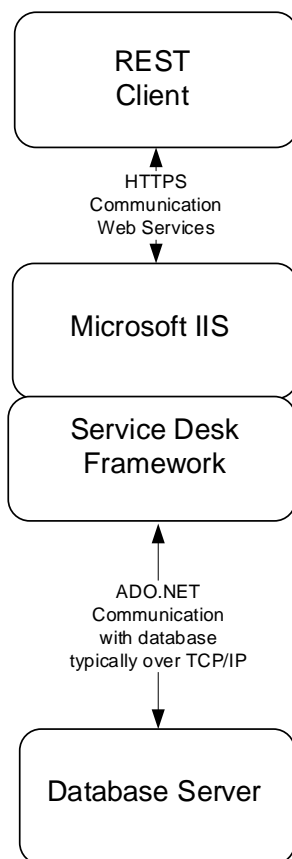 REST
Client
HTTPS
Communication
Web Services
Microsoft IIS
Service Desk
Framework
ADO.NET
Communication
with database
typically over TCP/IP
Database Server